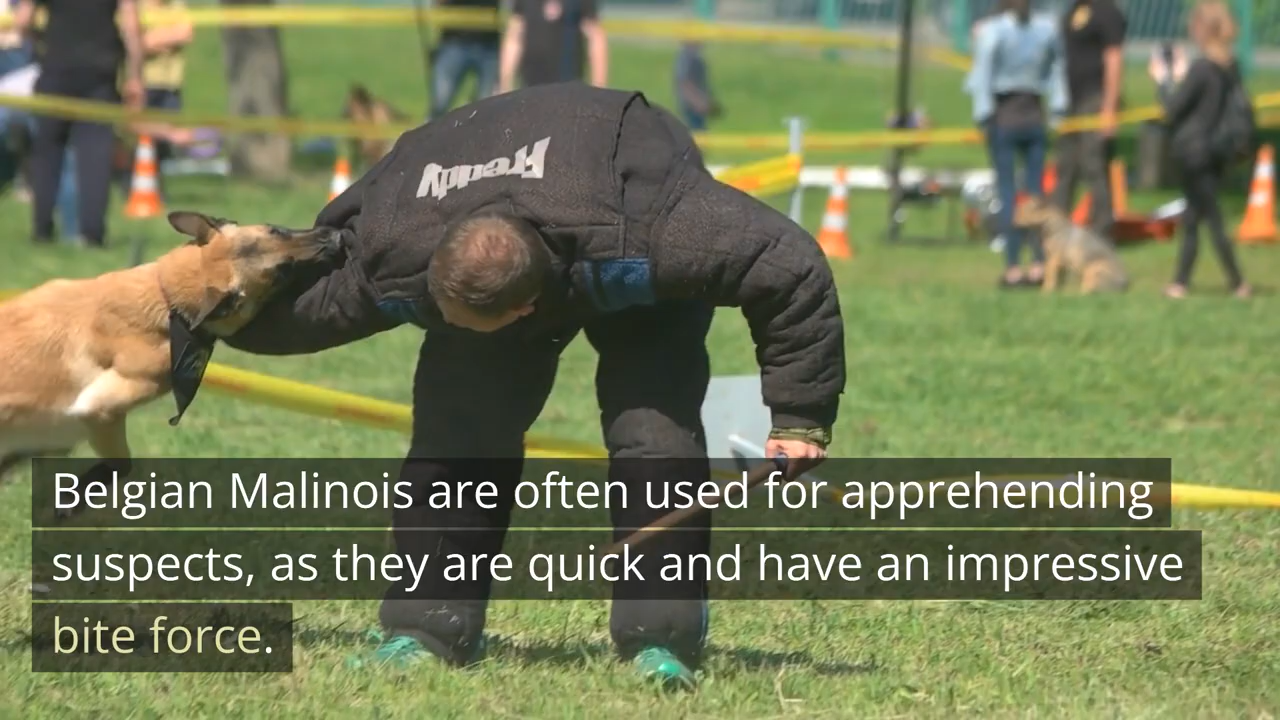 Freddy
Belgian Malinois are often used for apprehending
suspects, as they are quick and have an impressive
bite force.